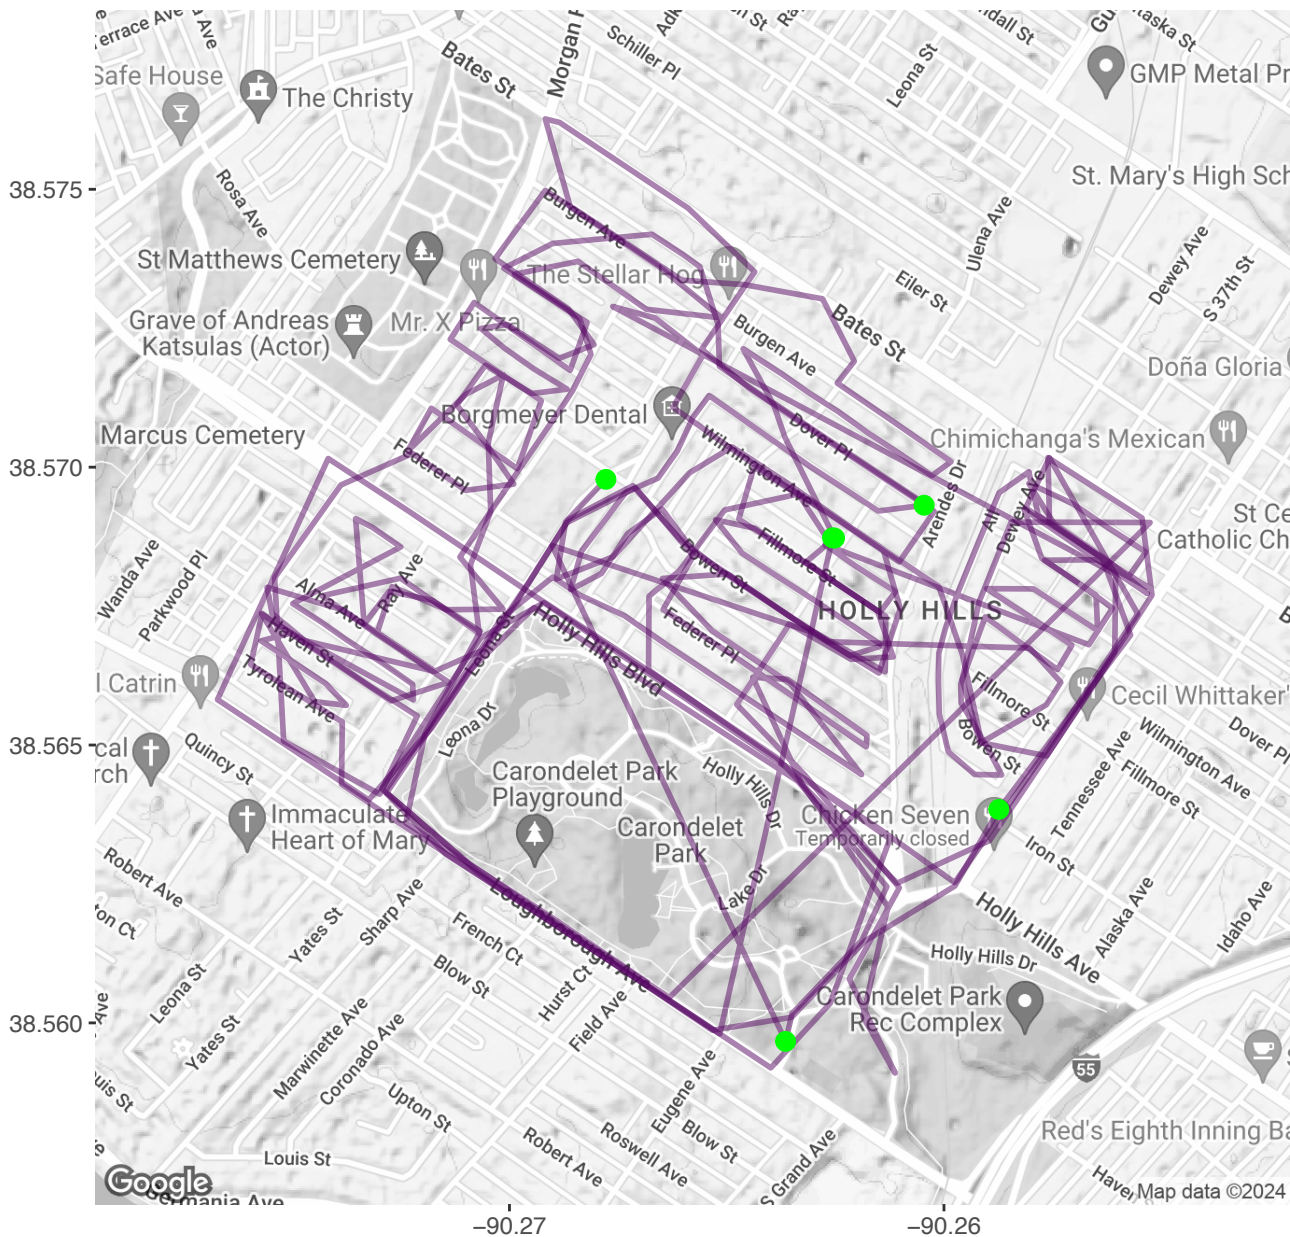 Terrace Ave
Bates St
Morgan F
Schiller Pl
Leona St
GMP Metal Pr
Safe House
The Christy
Rosa Ave
38.575
St. Mary's High Sch
Ulena Ave
Dewey Ave
S 37th St
Burgen Ave
St Matthews Cemetery
The Stellar Hog
Eiler St
Grave of Andreas
Katsulas (Actor)
Mr. X Pizza
Burgen Ave
Bates St
Doña Gloria
Borgmeyer Dental
Marcus Cemetery
Chimichanga's Mexican
38.570
Federer Pl
Wilmington Ave
Dover Pl
Arendes Dr
Dewey Ave
St Ce
Catholic Ch
Wanda Ave
Parkwood Pl
Alma Ave
Ray Ave
Bowen St
Fillmore St
HOLLY HILLS
Haven St
Tyrolean Ave
Leona St
Holly Hills Blvd
Federer Pl
l Catrin
Fillmore St
Cecil Whittaker'
38.565
cal
rch
Quincy St
Leona Dr
Bowen St
Wilmington Ave
Dover Pl
Carondelet Park
Playground
Holly Hills Dr
Tennessee Ave
Fillmore St
Immaculate
Heart of Mary
Carondelet
Park
Chicken Seven
Temporarily closed
Iron St
Robert Ave
Lake Dr
Sharp Ave
Loughborough Ave
Holly Hills Ave
Alaska Ave
Idaho Ave
ton Ct
Yates St
French Ct
Blow St
Hurst Ct
Field Ave
Holly Hills Dr
Leona St
Carondelet Park
Rec Complex
38.560
Yates St
Marwinette Ave
Coronado Ave
Eugene Ave
55
uis St
Upton St
Blow St
Roswell Ave
Robert Ave
S Grand Ave
Red's Eighth Inning Ba
Louis St
Google
Germania Ave
Haver
Map data ©2024
−90.27
−90.26